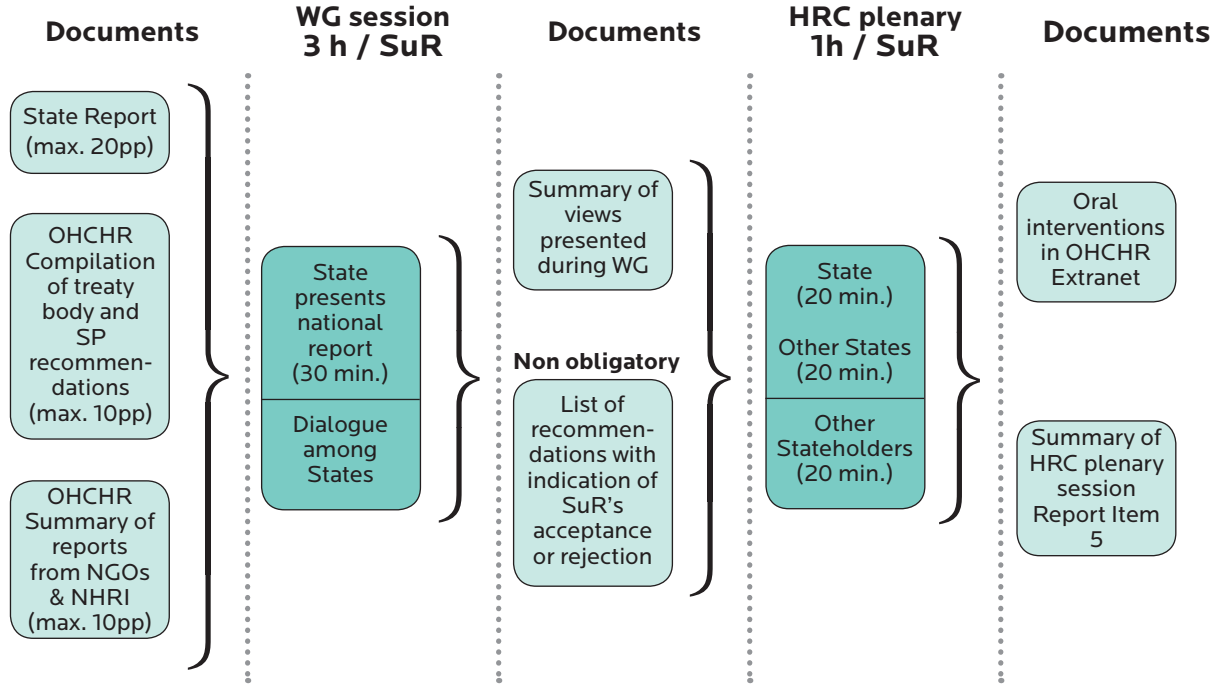 Documents
State Report
(max. 20pp)
OHCHR
Compilation
of treaty
body and
SP
recommen-
dations
(max. 10pp)
OHCHR
Summary of
reports
from NGOs
& NHRI
(max. 10pp)
WG session
3 h / SuR
State
presents
national
report
(30 min.)
Dialogue
among
States
Documents
Summary of
views
presented
during WG
Non obligatory
List of
recommen-
dations with
indication of
SuR's
acceptance
or rejection
HRC plenary
1h / SuR
State
(20 min.)
Other States
(20 min.)
Other
Stateholders
(20 min.)
Documents
Oral
interventions
in OHCHR
Extranet
Summary of
HRC plenary
session
Report Item
5